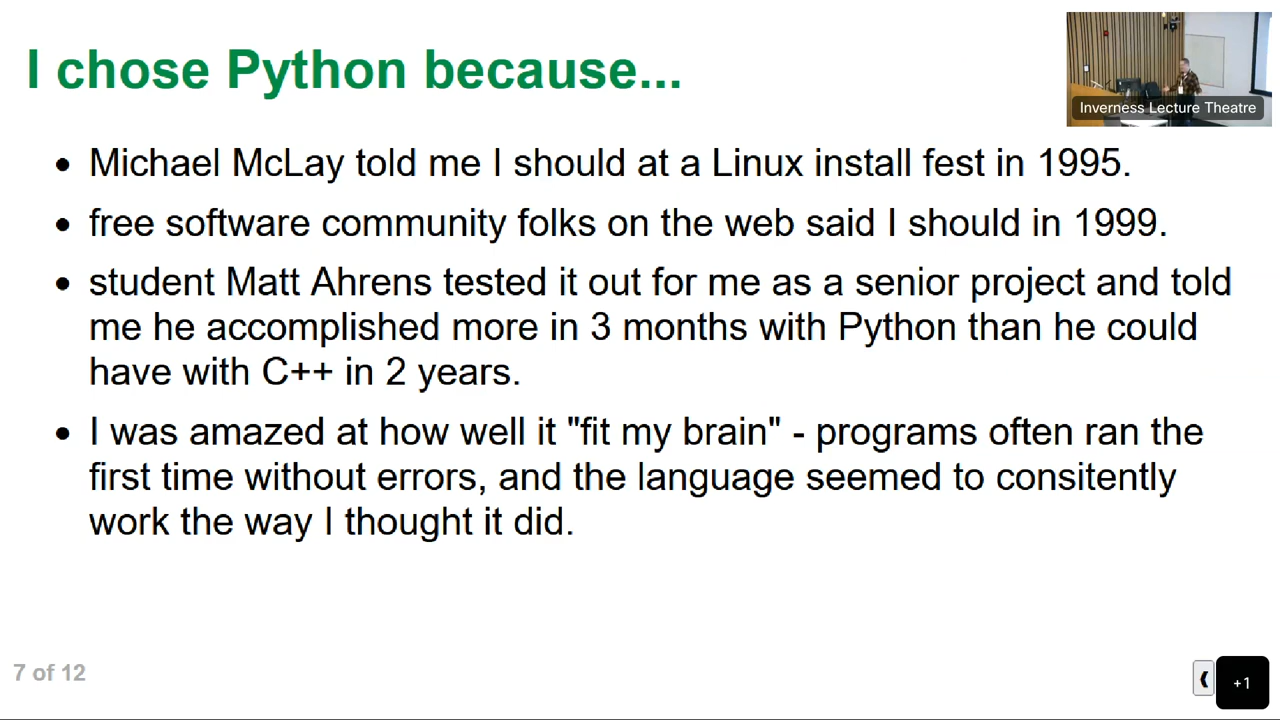 I chose Python because...
Inverness Lecture Theatre
• Michael McLay told me I should at a Linux install fest in 1995.
• free software community folks on the web said I should in 1999.
• student Matt Ahrens tested it out for me as a senior project and told
me he accomplished more in 3 months with Python than he could
have with C++ in 2 years.
• I was amazed at how well it "fit my brain" - programs often ran the
first time without errors, and the language seemed to consitently
work the way I thought it did.
7 of 12
+1